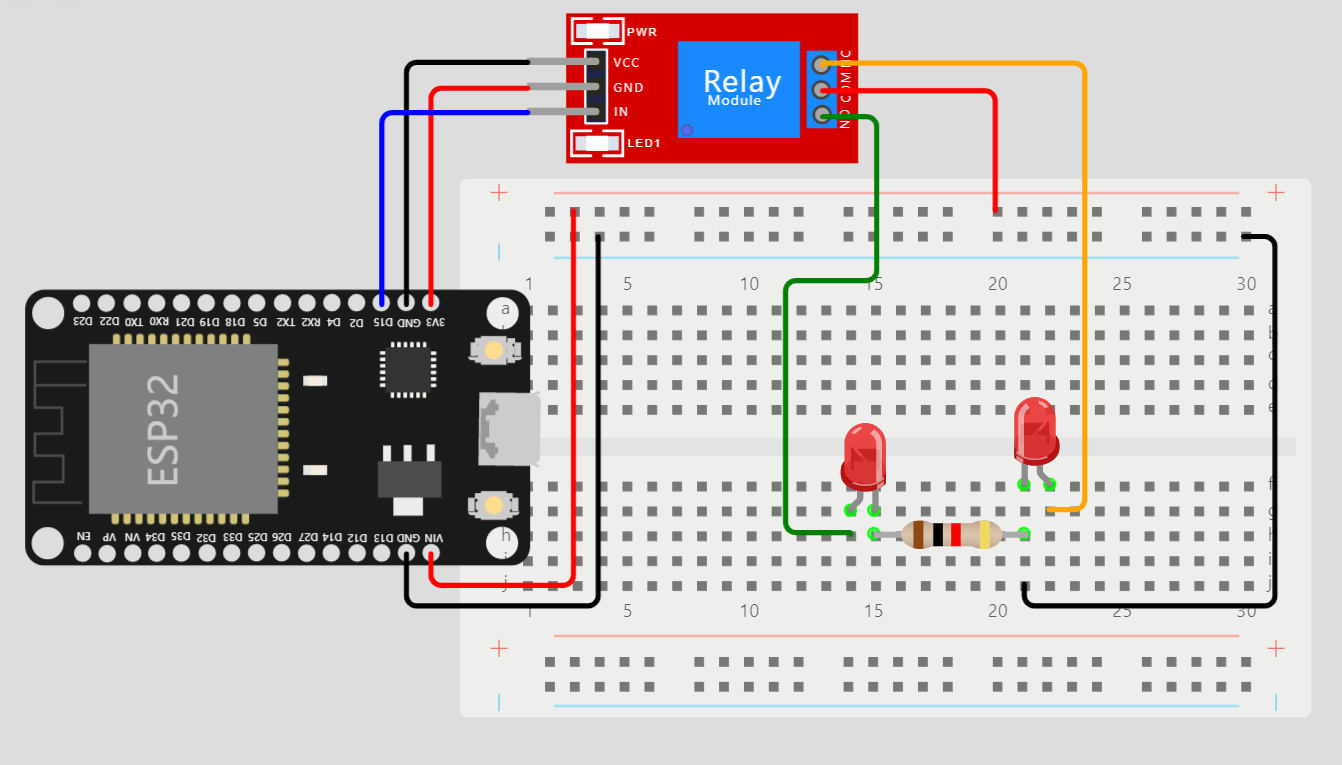 PWR
VCC
GND
IN
LED1
Relay
Module
NO COM NC
1 5 10 15 20 25 30
D23 D22 TX0 RX0 D21 D19 D18 D5 TX2 RX2 D4 D2 D15 GND 3V3
ESP32
EN VP VN D34 D35 D32 D33 D25 D26 D27 D14 D12 D13 GND VIN
a a
b
c
d
e
f
g
h h
i
j j
1 5 10 15 20 25 30